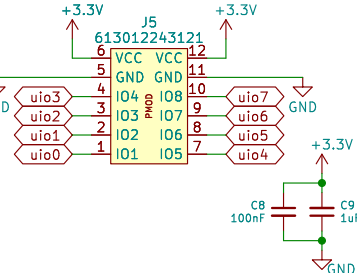 +3.3V +3.3V
J5
613012243121
6 VCC VCC 12
5 GND GND 11
uio3 4 IO4 IO8 10 uio7
GND
uio2 3 IO3 IO7 9 uio6
uio1 2 IO2 IO6 8 uio5
uio0 1 IO1 IO5 7 uio4
PMOD
+3.3V
C8 C9
100nF
GND